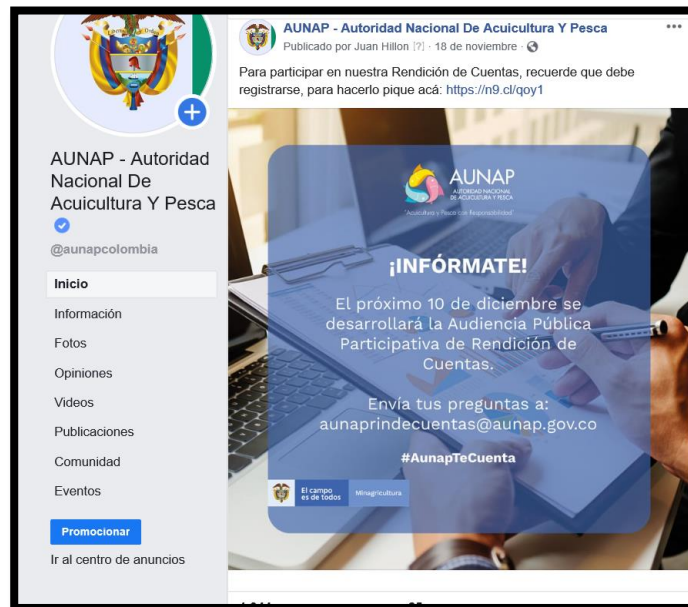 AUNAP - Autoridad
Nacional De
Acuicultura Y Pesca
@aunapcolombia
Inicio
Información
Fotos
Opiniones
Videos
Publicaciones
Comunidad
Eventos
Promocionar
Ir al centro de anuncios
AUNAP - Autoridad Nacional De Acuicultura Y Pesca
Publicado por Juan Hillon [?] · 18 de noviembre ·
Para participar en nuestra Rendición de Cuentas, recuerde que debe
registrarse, para hacerlo pique acá: https://n9.cl/qoy1
AUNAP
AUTORIDAD NACIONAL
DE ACUICULTURA Y PESCA
"Acuicultura y Pesca con Responsabilidad"
¡INFÓRMATE!
El próximo 10 de diciembre se
desarrollará la Audiencia Pública
Participativa de Rendición de
Cuentas.
Envía tus preguntas a:
aunaprindecuentas@aunap.gov.co
#AunapTeCuenta
El campo
es de todos
Minagricultura